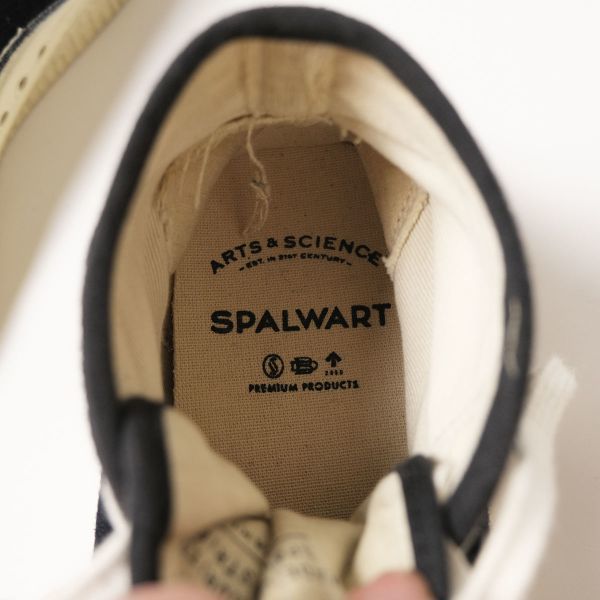 ARTS & SCIENCE
– EST. IN 21ST CENTURY –
SPALWART
PREMIUM PRODUCTS